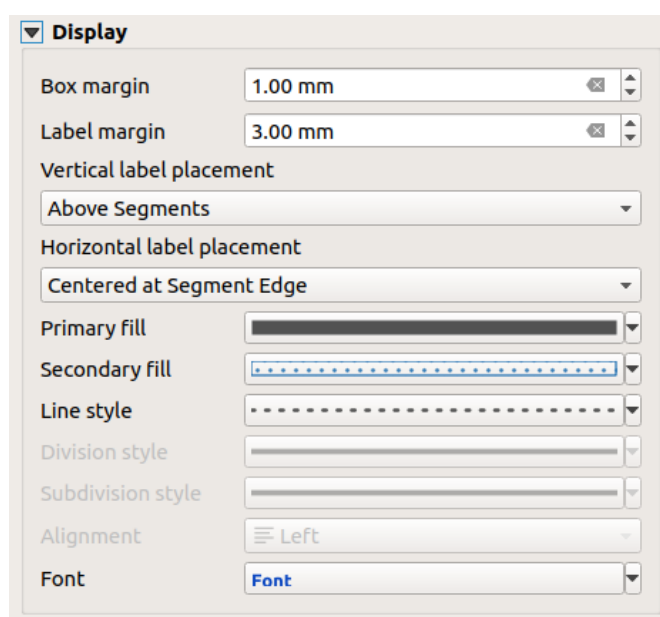 Display
Box margin 1.00 mm
Label margin 3.00 mm
Vertical label placement
Above Segments
Horizontal label placement
Centered at Segment Edge
Primary fill
Secondary fill
Line style
Division style
Subdivision style
Alignment Left
Font Font